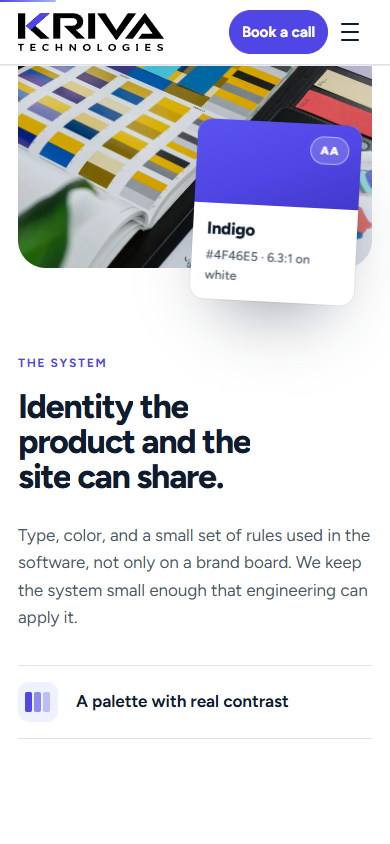 KRIVA
TECHNOLOGIES
Book a call
AA
Indigo
#4F46E5 · 6.3:1 on
white
THE SYSTEM
Identity the
product and the
site can share.
Type, color, and a small set of rules used in the
software, not only on a brand board. We keep
the system small enough that engineering can
apply it.
A palette with real contrast